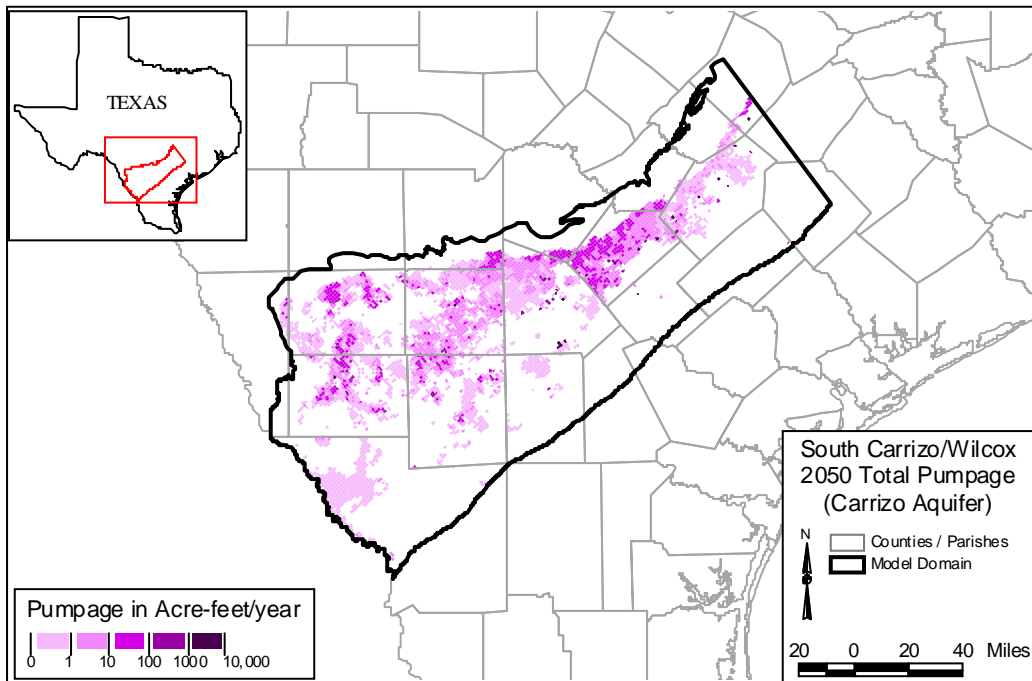 TEXAS
South Carrizo/Wilcox
2050 Total Pumpage
(Carrizo Aquifer)
N
Counties / Parishes
Model Domain
20 0 20 40 Miles
Pumpage in Acre-feet/year
0 1 10 100 1000 10,000